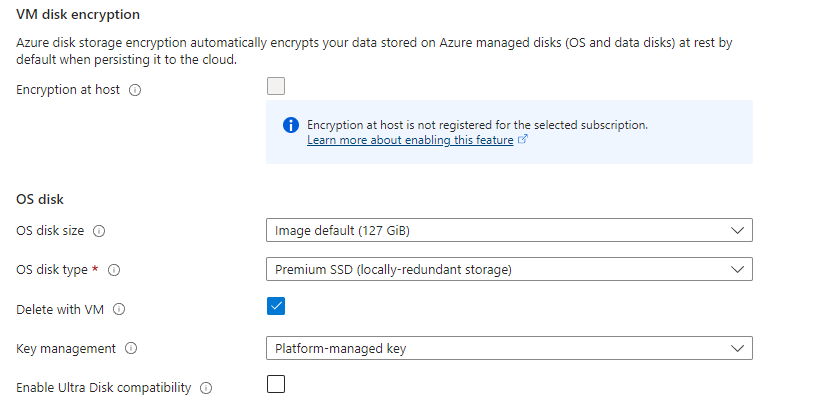 VM disk encryption
Azure disk storage encryption automatically encrypts your data stored on Azure managed disks (OS and data disks) at rest by
default when persisting it to the cloud.
Encryption at host
Encryption at host is not registered for the selected subscription.
Learn more about enabling this feature
OS disk
OS disk size
Image default (127 GiB)
OS disk type *
Premium SSD (locally-redundant storage)
Delete with VM
Key management
Platform-managed key
Enable Ultra Disk compatibility